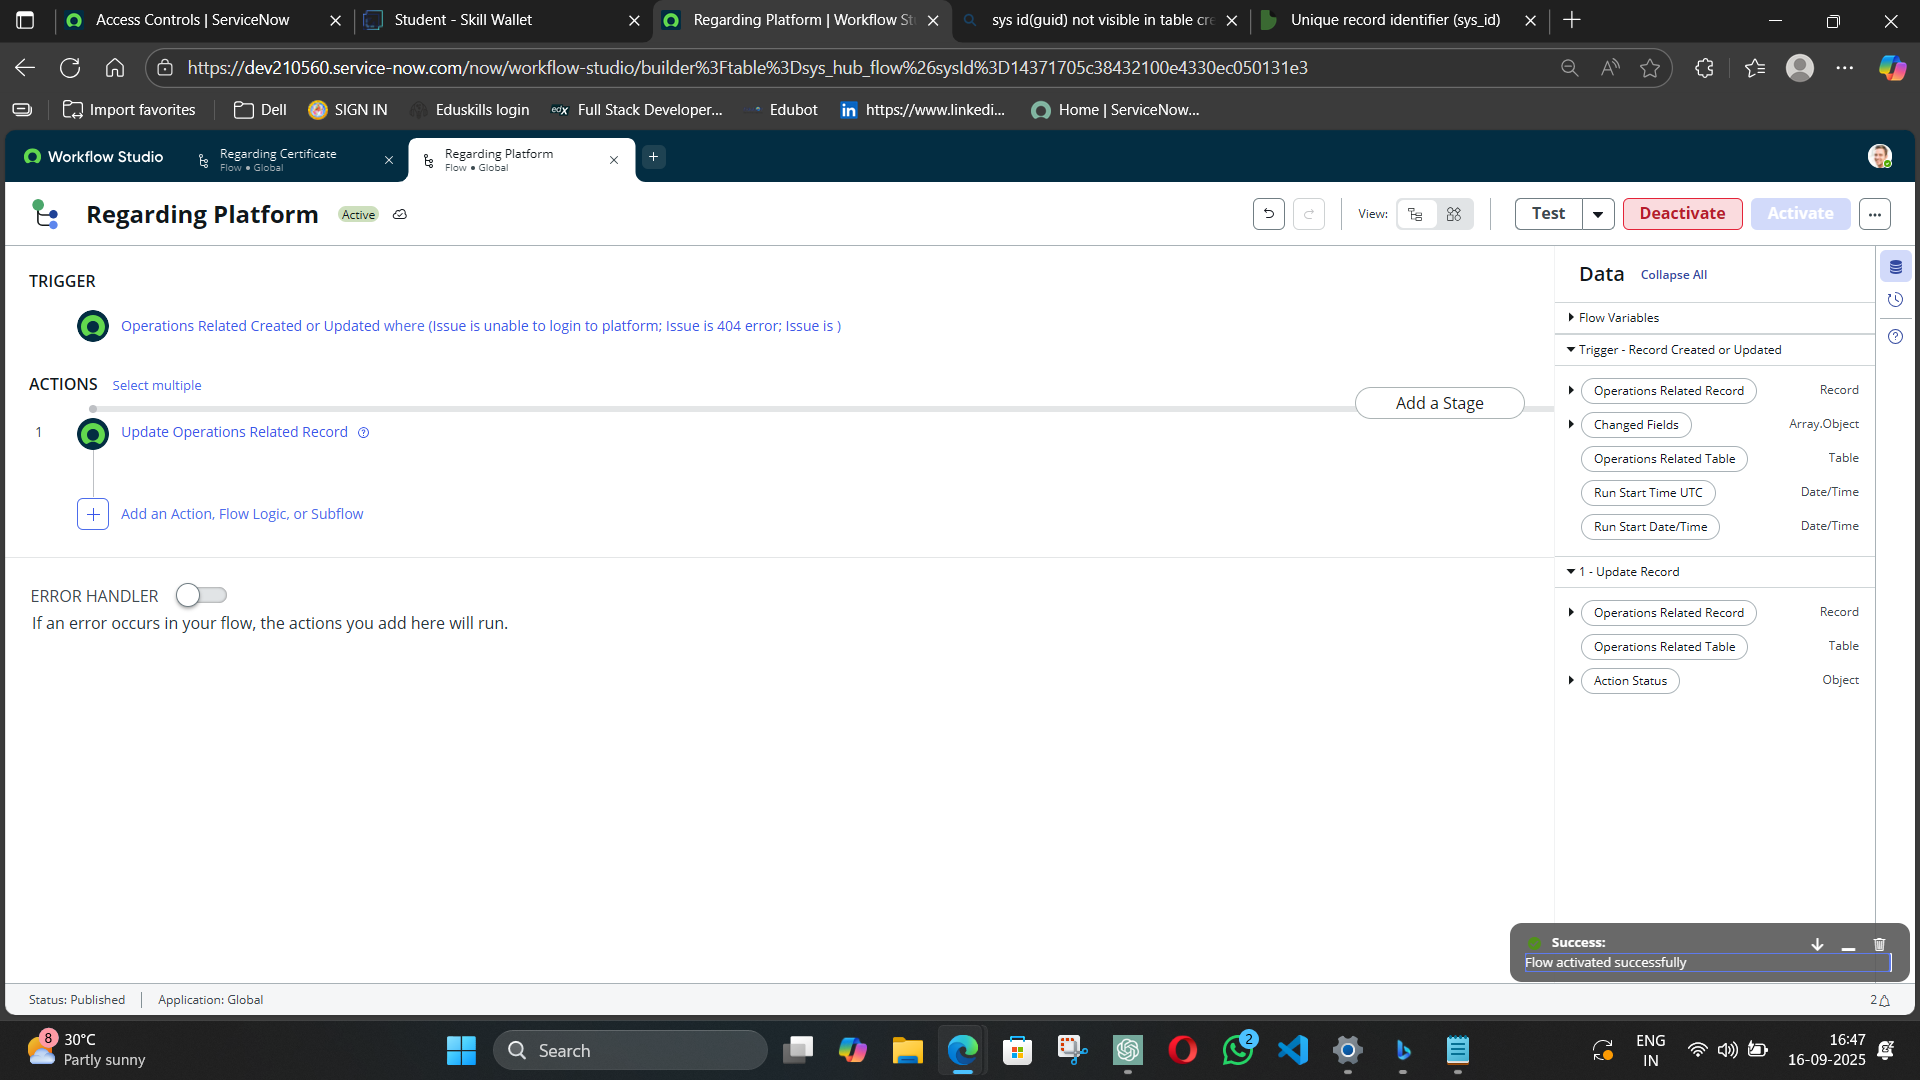 Access Controls | ServiceNow
Student - Skill Wallet
Regarding Platform | Workflow St
sys id(guid) not visible in table cre
Unique record identifier (sys_id)
https://dev210560.service-now.com/now/workflow-studio/builder%3Ftable%3Dsys_hub_flow%26sysId%3D14371705c38432100e4330ec050131e3
Import favorites
Dell
SIGN IN
Eduskills login
edX
Full Stack Developer...
Edubot
in
https://www.linkedi...
Home | ServiceNow...
Workflow Studio
Regarding Certificate
Flow • Global
Regarding Platform
Flow • Global
Regarding Platform
Active
View:
Test
Deactivate
Activate
TRIGGER
Operations Related Created or Updated where (Issue is unable to login to platform; Issue is 404 error; Issue is )
ACTIONS
Select multiple
Add a Stage
1
Update Operations Related Record
Add an Action, Flow Logic, or Subflow
ERROR HANDLER
If an error occurs in your flow, the actions you add here will run.
Data
Collapse All
Flow Variables
Trigger - Record Created or Updated
Operations Related Record
Record
Changed Fields
Array.Object
Operations Related Table
Table
Run Start Time UTC
Date/Time
Run Start Date/Time
Date/Time
1 - Update Record
Operations Related Record
Record
Operations Related Table
Table
Action Status
Object
Success:
Flow activated successfully
Status: Published
Application: Global
2
8
30°C
Partly sunny
Search
2
ENG
IN
16:47
16-09-2025